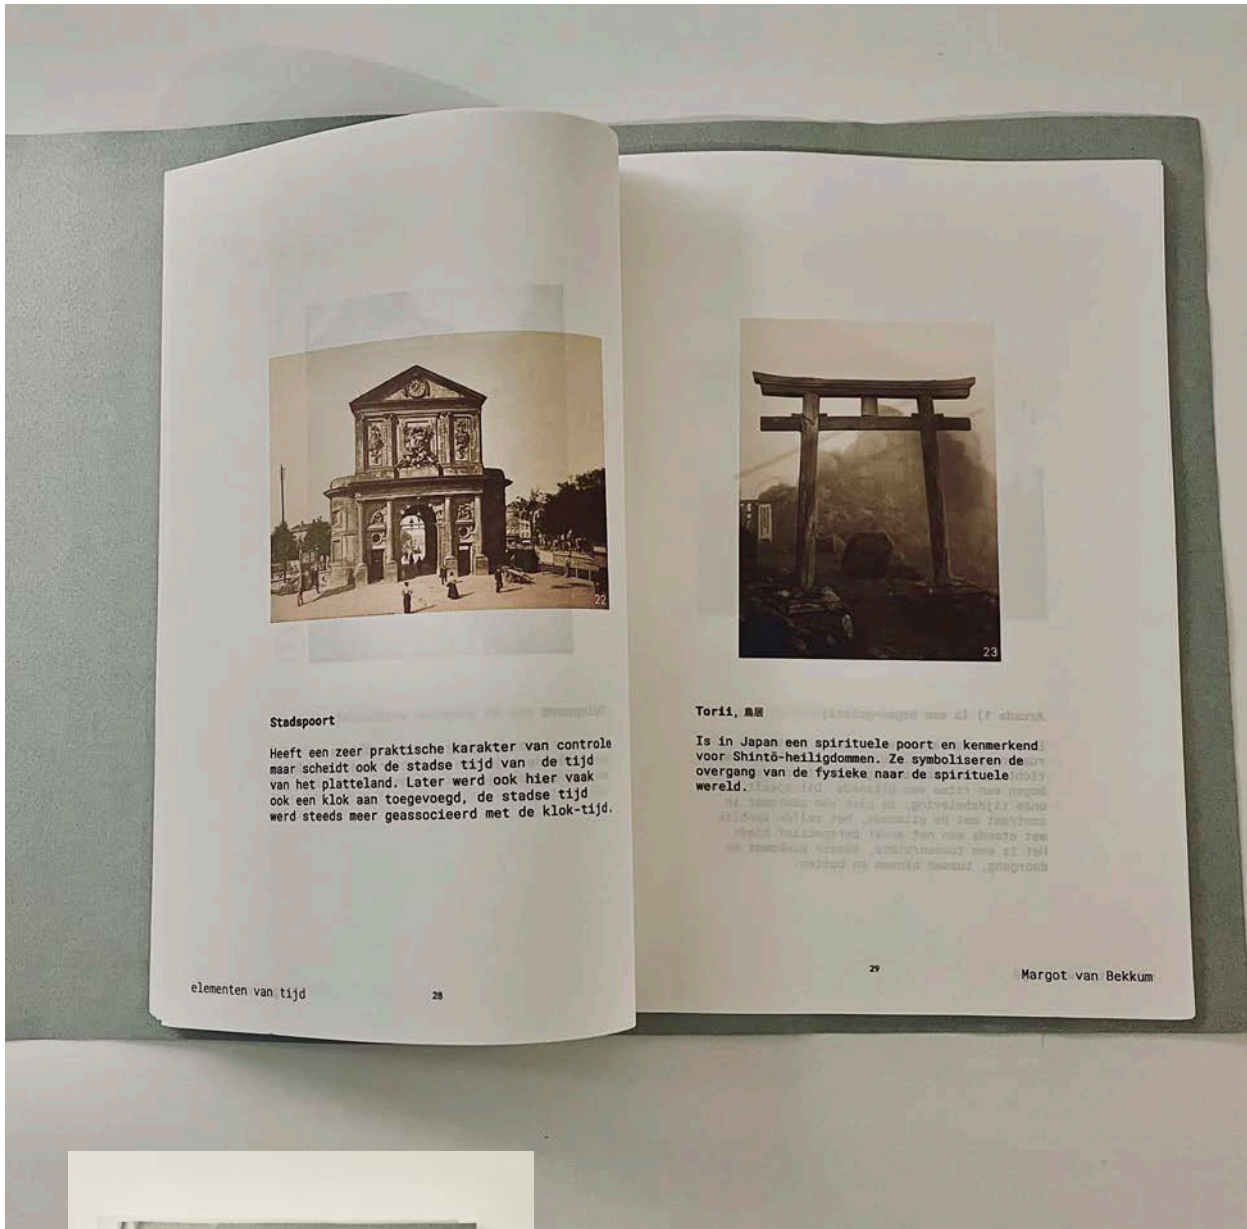 22
Stadspoort
Heeft een zeer praktische karakter van controle
maar scheidt ook de stadse tijd van de tijd
van het platteland. Later werd ook hier vaak
ook een klok aan toegevoegd, de stadse tijd
werd steeds meer geassocieerd met de klok-tijd.
elementen van tijd
28
23
Torii, 鳥居
Is in Japan een spirituele poort en kenmerkend
voor Shintō-heiligdommen. Ze symboliseren de
overgang van de fysieke naar de spirituele
wereld.
29
Margot van Bekkum